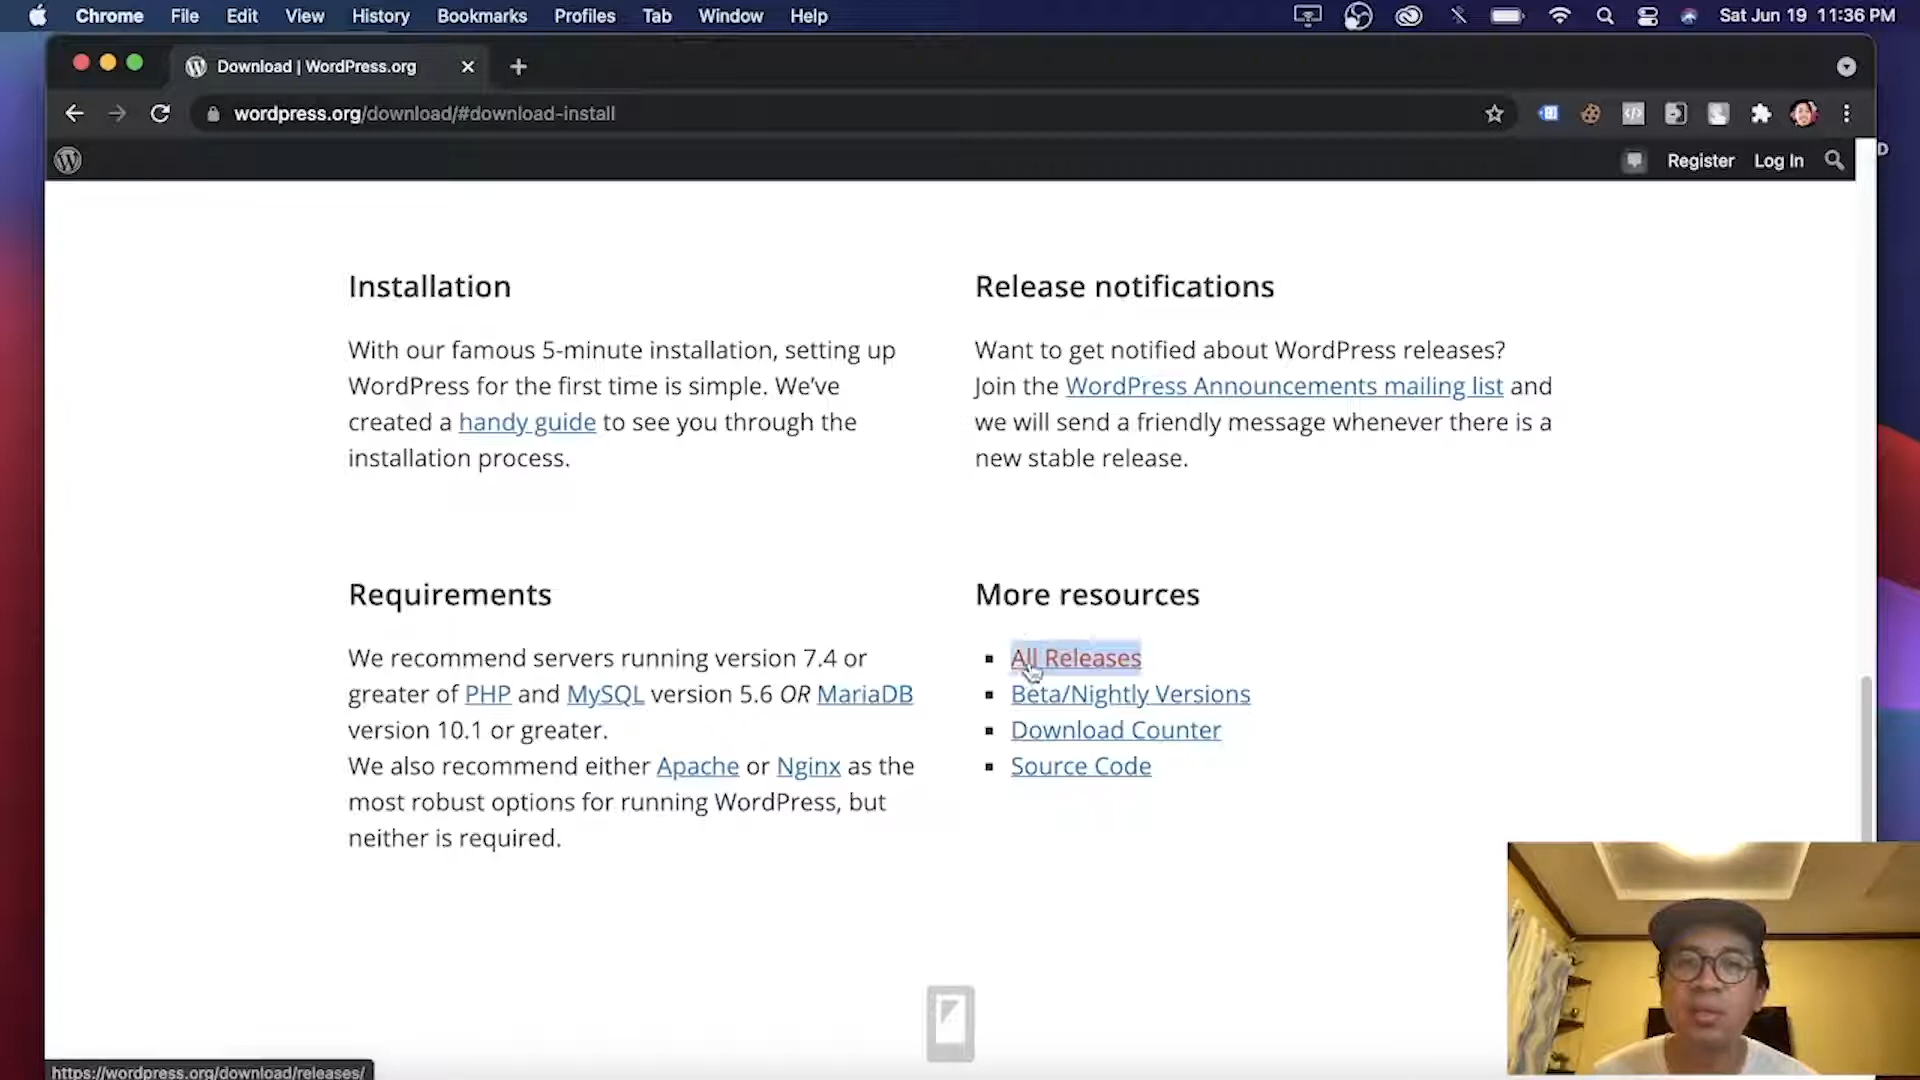 Chrome File Edit View History Bookmarks Profiles Tab Window Help Sat Jun 19 11:36 PM
Download | WordPress.org
wordpress.org/download/#download-install
Register Log In
D
Installation
With our famous 5-minute installation, setting up
WordPress for the first time is simple. We've
created a handy guide to see you through the
installation process.
Release notifications
Want to get notified about WordPress releases?
Join the WordPress Announcements mailing list and
we will send a friendly message whenever there is a
new stable release.
Requirements
We recommend servers running version 7.4 or
greater of PHP and MySQL version 5.6 OR MariaDB
version 10.1 or greater.
We also recommend either Apache or Nginx as the
most robust options for running WordPress, but
neither is required.
More resources
All Releases
Beta/Nightly Versions
Download Counter
Source Code
https://wordpress.org/download/releases/